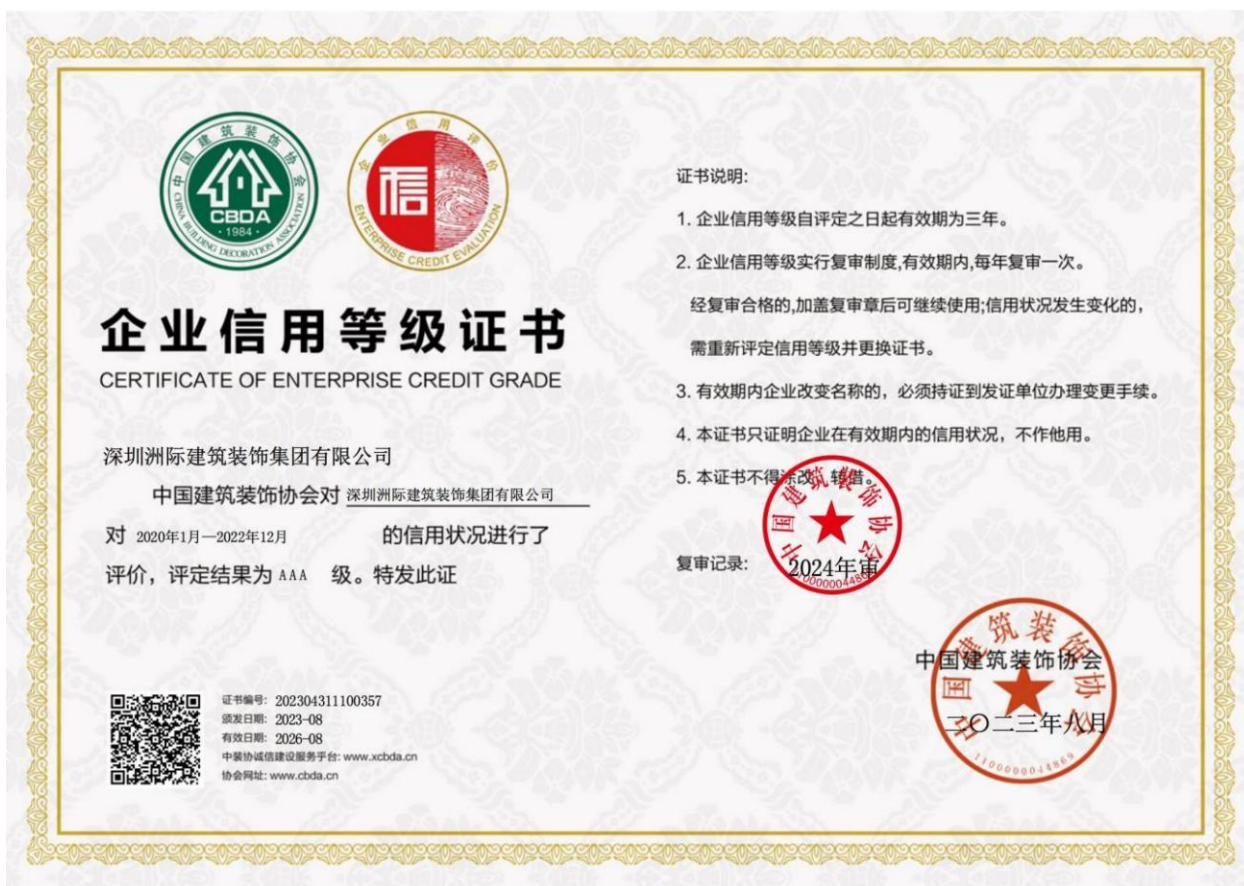 中国建筑装饰协会
CBDA
·1984·
CHINA BUILDING DECORATION ASSOCIATION
企业信用评价
信
ENTERPRISE CREDIT EVALUATION
企业信用等级证书
CERTIFICATE OF ENTERPRISE CREDIT GRADE
深圳洲际建筑装饰集团有限公司
中国建筑装饰协会对 深圳洲际建筑装饰集团有限公司
对 2020年1月—2022年12月 的信用状况进行了
评价，评定结果为 AAA 级。特发此证
证书编号: 202304311100357
颁发日期: 2023-08
有效日期: 2026-08
中装协诚信建设服务平台: www.xcbda.cn
协会网址: www.cbda.cn
证书说明:
1. 企业信用等级自评定之日起有效期为三年。
2. 企业信用等级实行复审制度,有效期内,每年复审一次。
经复审合格的,加盖复审章后可继续使用;信用状况发生变化的，
需重新评定信用等级并更换证书。
3. 有效期内企业改变名称的，必须持证到发证单位办理变更手续。
4. 本证书只证明企业在有效期内的信用状况，不作他用。
5. 本证书不得涂改，转借。
中国建筑装饰协会
复审记录: 2024年审
中国建筑装饰协会
二〇二三年八月
中国建筑装饰协会
1100000044869